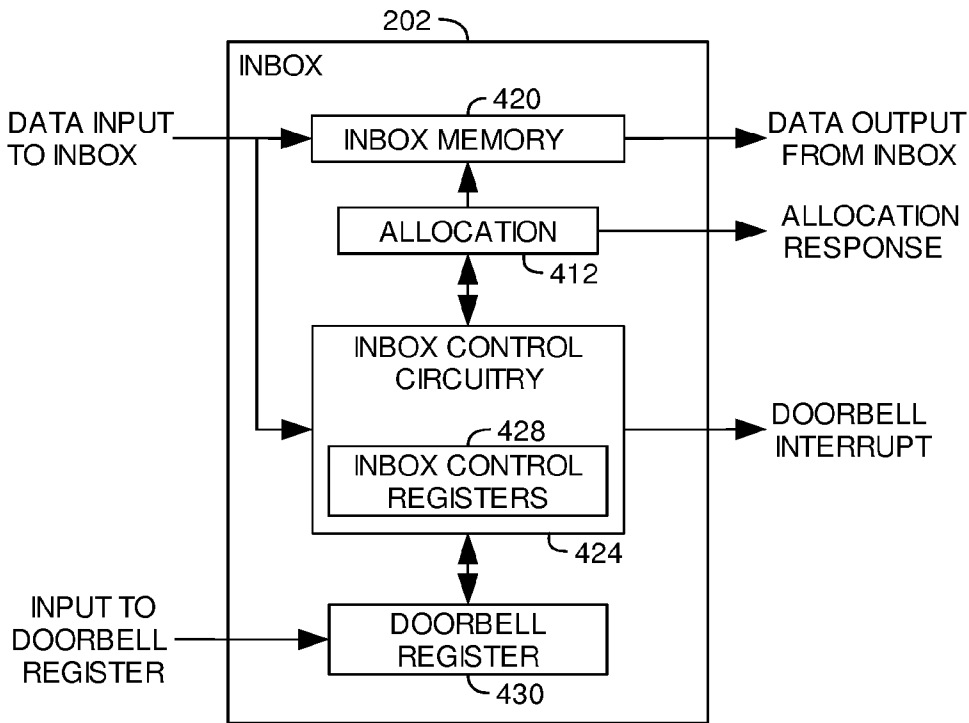 202
INBOX
420
DATA INPUT
TO INBOX
INBOX MEMORY
DATA OUTPUT
FROM INBOX
ALLOCATION
412
ALLOCATION
RESPONSE
INBOX CONTROL
CIRCUITRY
428
INBOX CONTROL
REGISTERS
424
DOORBELL
INTERRUPT
INPUT TO
DOORBELL
REGISTER
DOORBELL
REGISTER
430